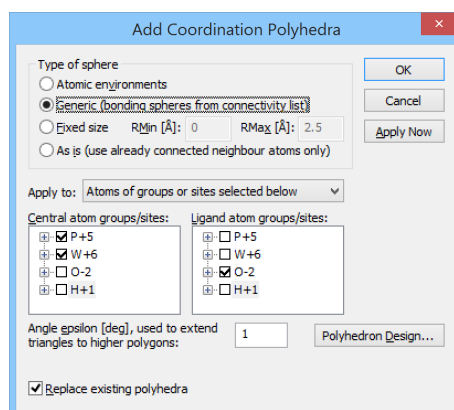 Add Coordination Polyhedra
×
Type of sphere
Atomic environments
Generic (bonding spheres from connectivity list)
Fixed size RMin [Å]: 0 RMax [Å]: 2.5
As is (use already connected neighbour atoms only)
OK
Cancel
Apply Now
Apply to: Atoms of groups or sites selected below
Central atom groups/sites: Ligand atom groups/sites:
P+5 P+5
W+6 W+6
O-2 O-2
H+1 H+1
Angle epsilon [deg], used to extend
triangles to higher polygons: 1 Polyhedron Design...
Replace existing polyhedra